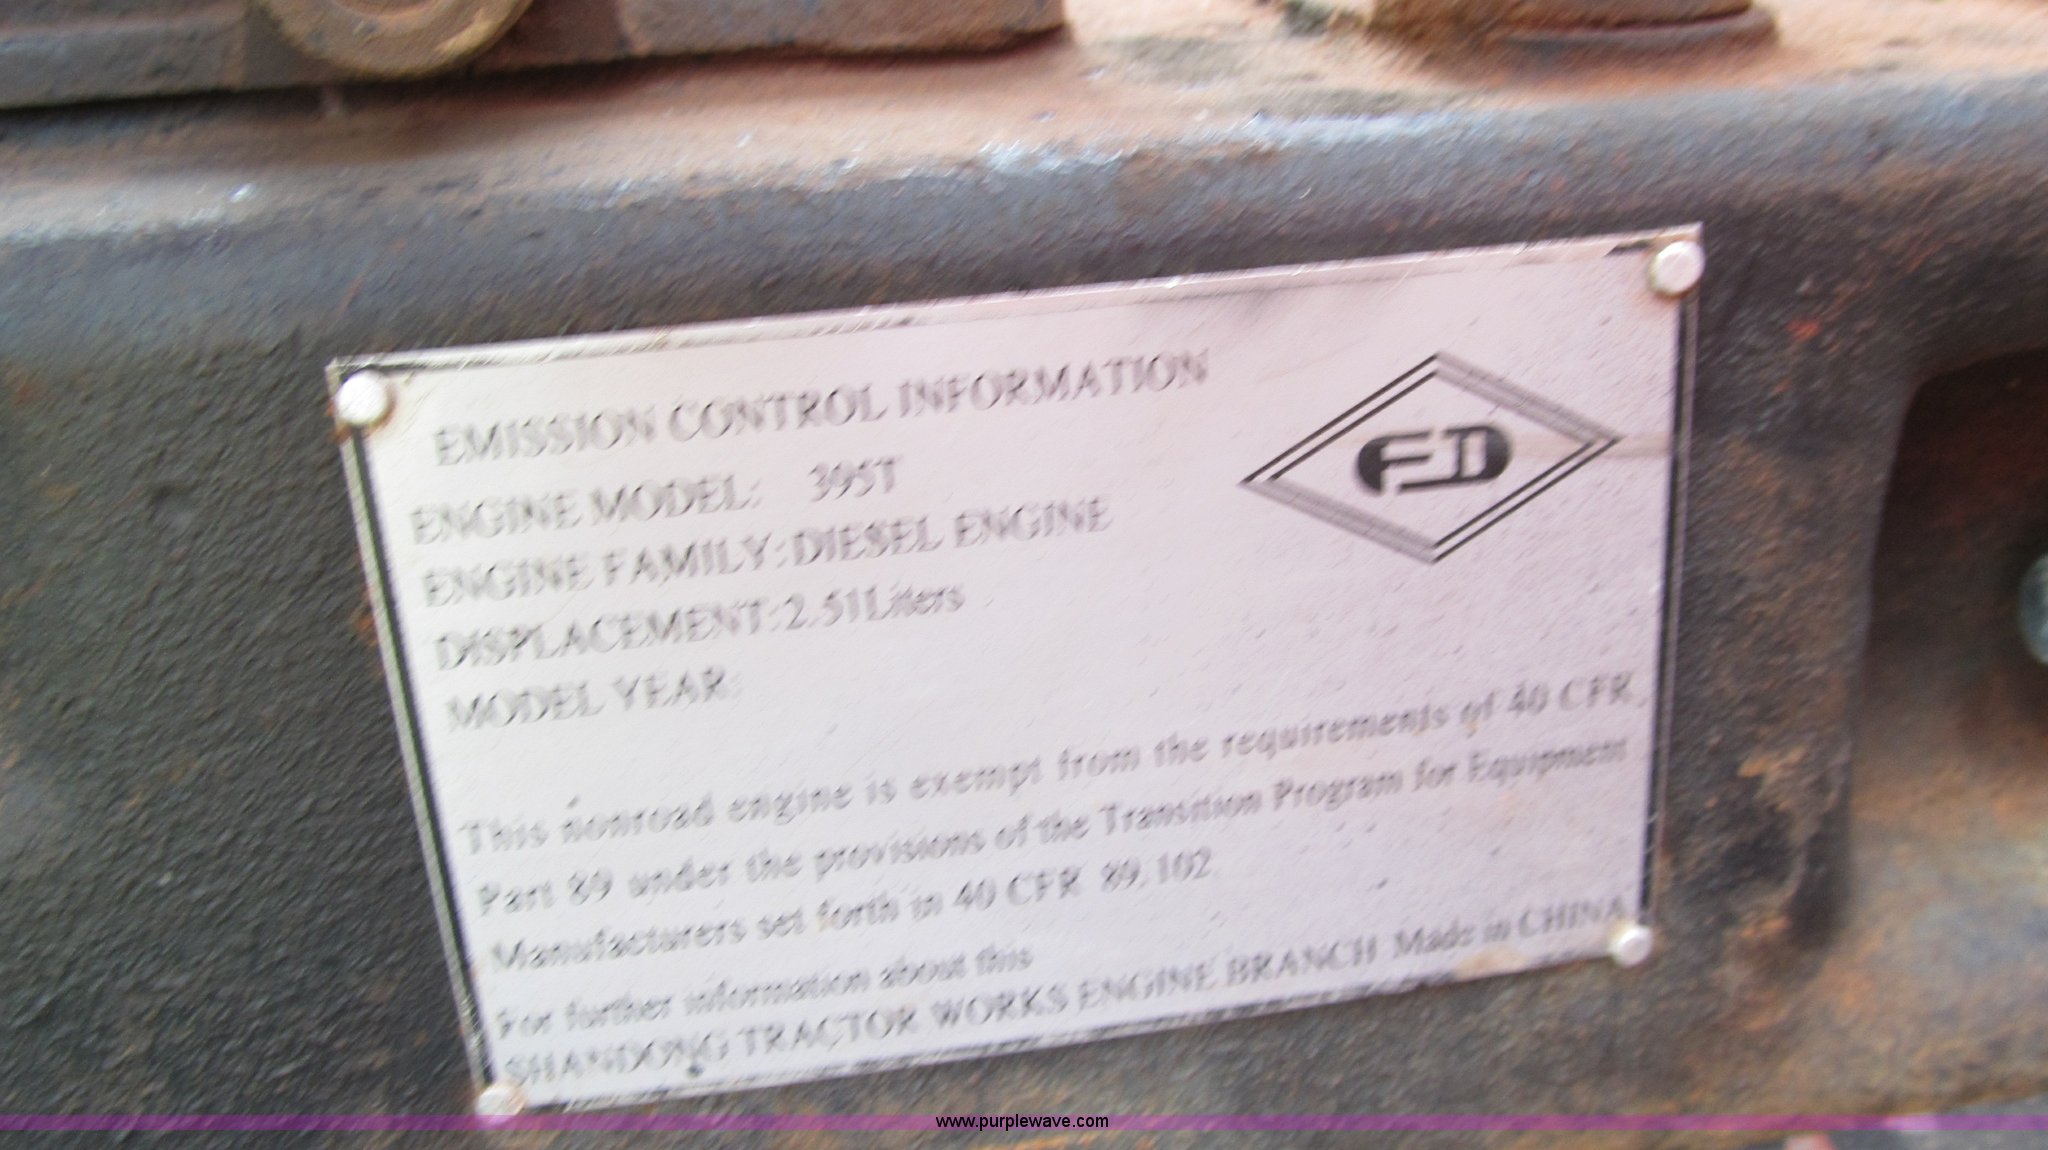 EMISSION CONTROL INFORMATION
ENGINE MODEL: 395T
ENGINE FAMILY: DIESEL ENGINE
DISPLACEMENT: 2.51Liters
MODEL YEAR:
FD
This nonroad engine is exempt from the requirements of 40 CFR.
Part 89 under the provisions of the Transition Program for Equipment
Manufacturers set forth in 40 CFR 89.102.
For further information about this
SHANDONG TRACTOR WORKS ENGINE BRANCH Made in CHINA
www.purplewave.com